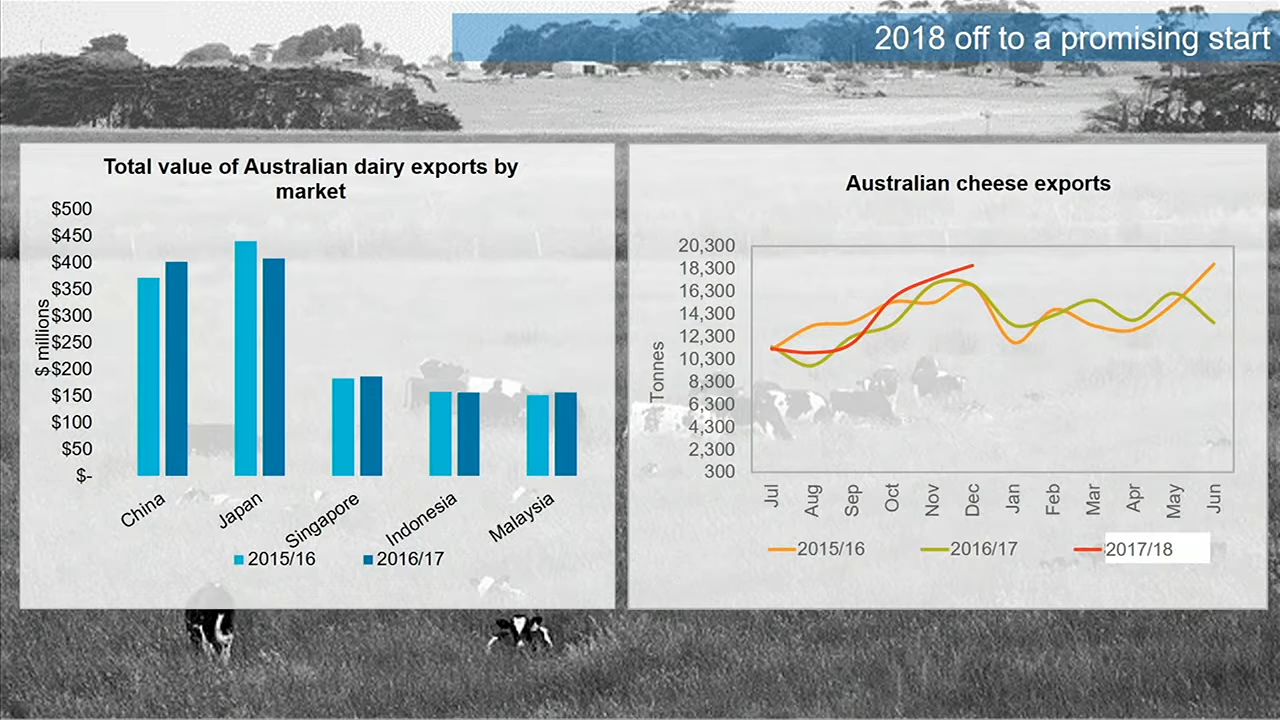 2018 off to a promising start
Total value of Australian dairy exports by
market
$500
$450
$400
$350
$300
$250
$200
$150
$100
$50
$-
$ millions
China
Japan
Singapore
Indonesia
Malaysia
2015/16
2016/17
Australian cheese exports
20,300
18,300
16,300
14,300
12,300
10,300
8,300
6,300
4,300
2,300
300
Tonnes
Jul
Aug
Sep
Oct
Nov
Dec
Jan
Feb
Mar
Apr
May
Jun
2015/16
2016/17
2017/18